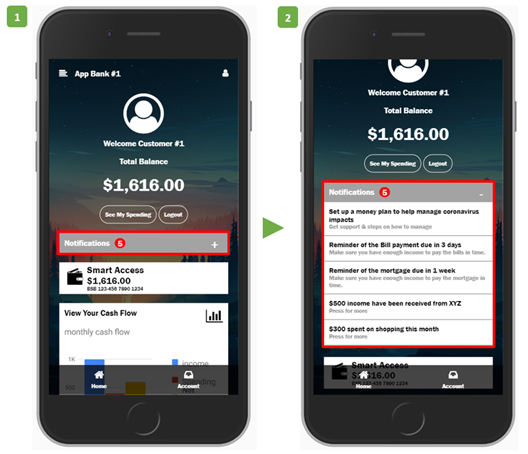 1
App Bank #1
Welcome Customer #1
Total Balance
$1,616.00
See My Spending
Logout
Notifications 5 +
Smart Access
$1,616.00
BSB 123-456 7890 1234
View Your Cash Flow
monthly cash flow
1K
500
income
Home
Account
2
Welcome Customer #1
Total Balance
$1,616.00
See My Spending
Logout
Notifications 5 -
Set up a money plan to help manage coronavirus
impacts
Get support & steps on how to manage
Reminder of the Bill payment due in 3 days
Make sure you have enough income to pay the bills in time.
Reminder of the mortgage due in 1 week
Make sure you have enough income to pay the mortgage in
time.
$500 income have been received from XYZ
Press for more
$300 spent on shopping this month
Press for more
Smart Access
$1,616.00
BSB 123-456 7890 1234
Home
Account